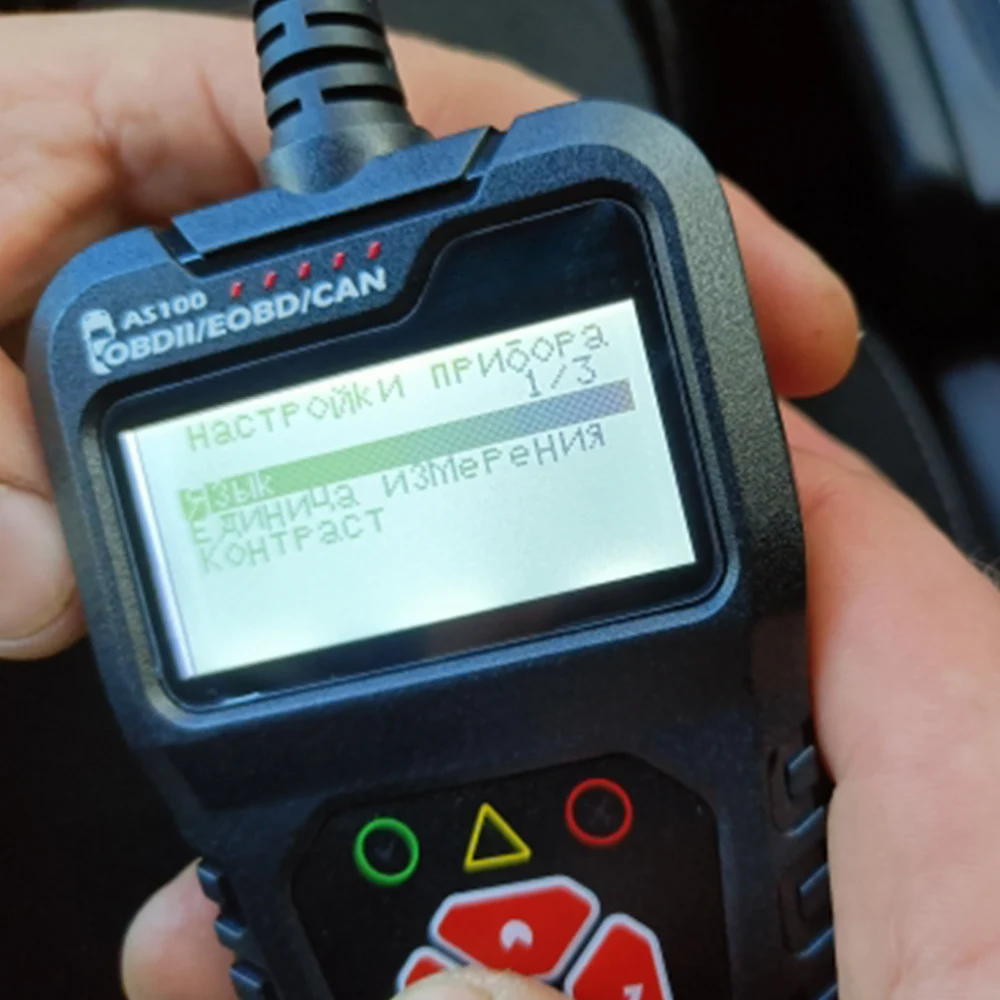 AS100
OBDII/EOBD/CAN
Настройки прибора
1/3
Язык
Единица измерения
Контраст